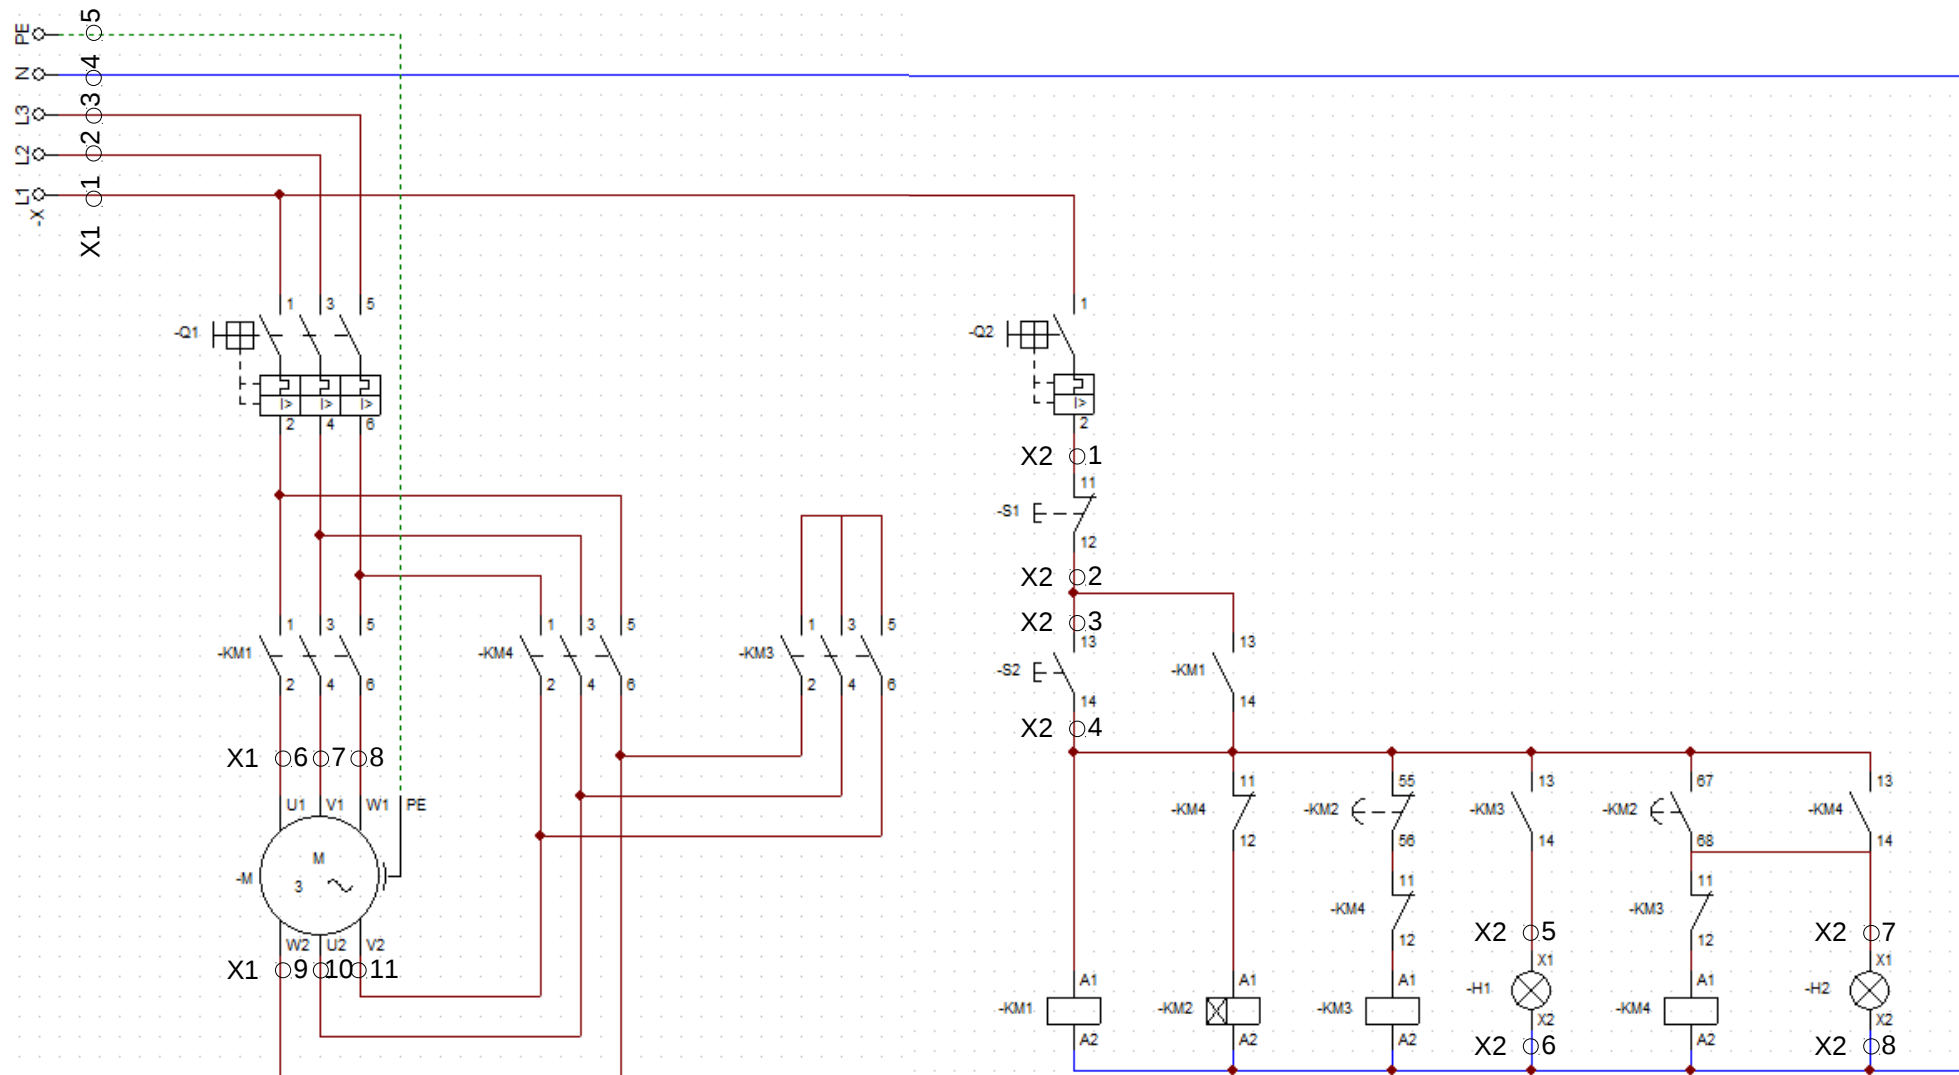 PE 5
N 4
L3 3
L2 2
L1 1
-X
X1
1 3 5 1
-Q1 -Q2
I> I> I> I>
2 4 6 2
X2 1
11
-S1
12
X2 2
X2 3
1 3 5 1 3 5 1 3 5 13 13
-KM1 -KM4 -KM3 -S2 -KM1
2 4 6 2 4 6 2 4 6 14 14
X2 4
X1 6 7 8
11 55 13 67 13
U1 V1 W1 PE
-KM4 -KM2 -KM3 -KM2 -KM4
12 56 14 68 14
M
-M 3
11 11
-KM4 -KM3
12 12
X2 5 X2 7
W2 U2 V2
X1 9 10 11
X1 X1
A1 A1 A1 A1
-H1 -H2
-KM1 -KM2 -KM3 -KM4
X2 X2
A2 A2 A2 A2
X2 6 X2 8